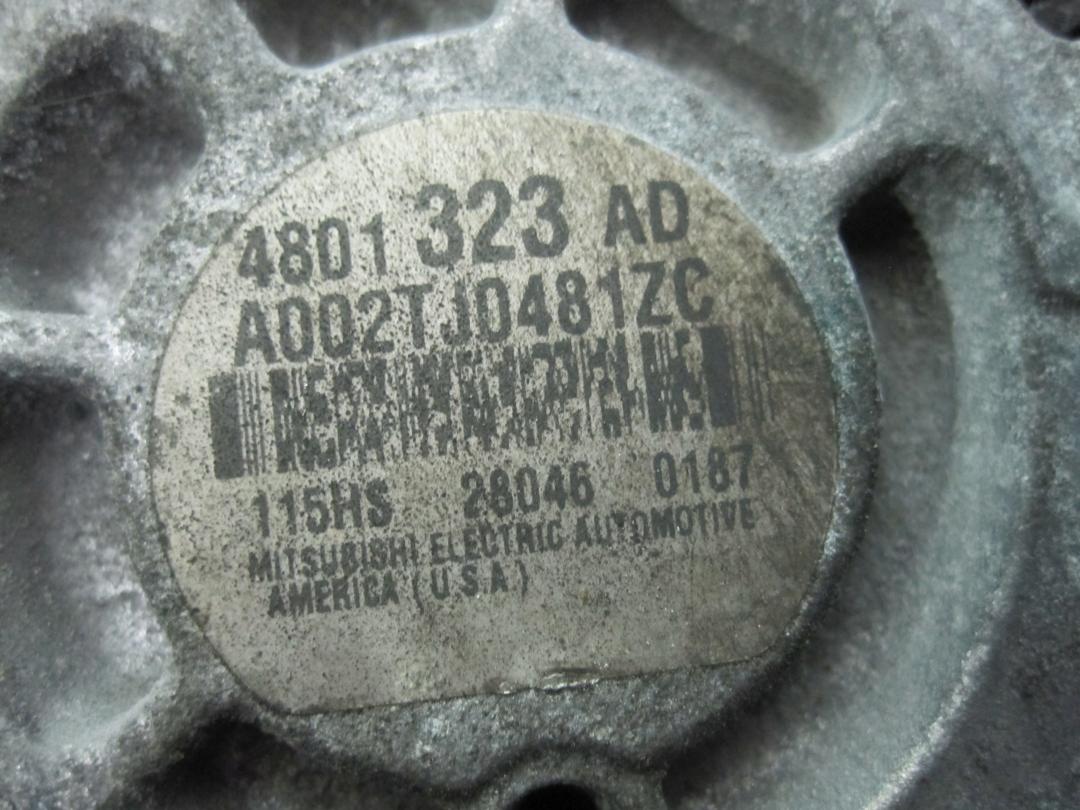 4801 323 AD
A002TJ0481ZC
115HS 28046 0187
MITSUBISHI ELECTRIC AUTOMOTIVE
AMERICA (U.S.A)